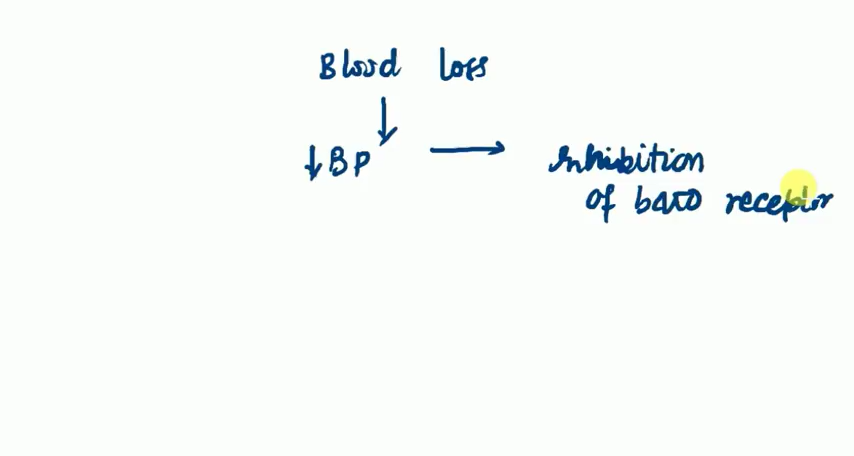 Blood loss
↓
↓BP → Inhibition
of baro receptor